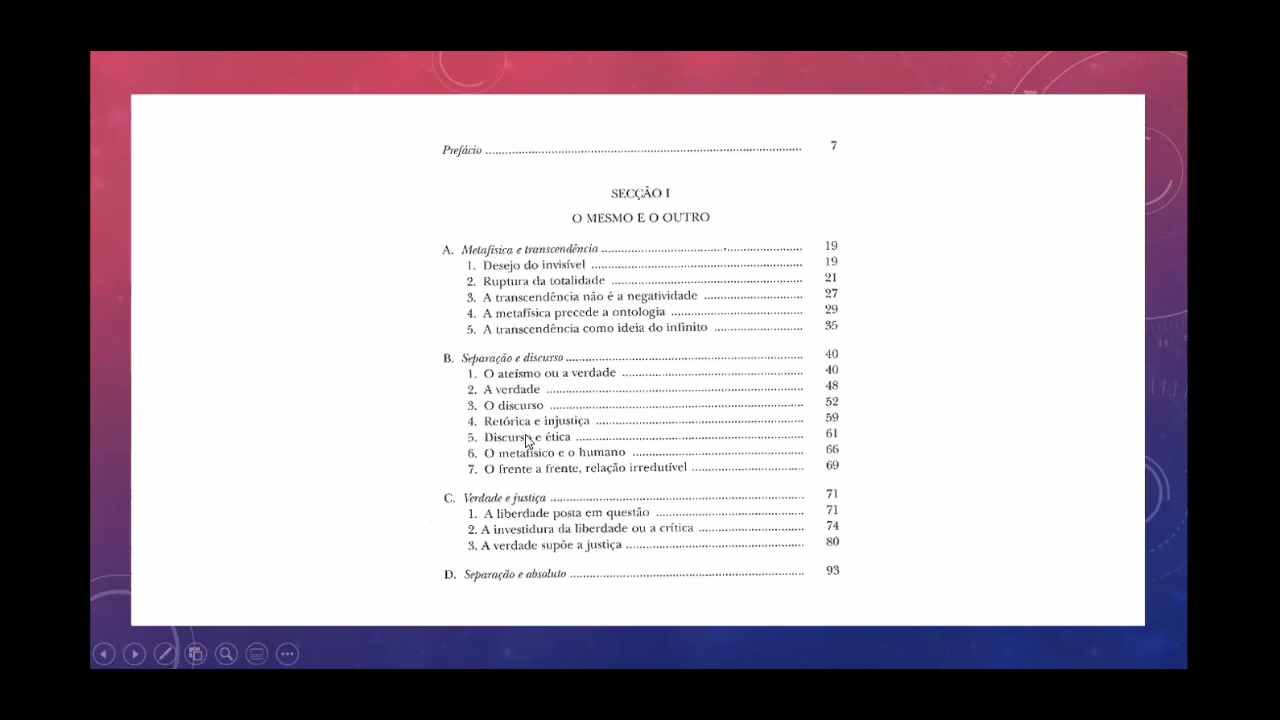 Prefácio ........................................................ 7
SECÇÃO I
O MESMO E O OUTRO
A. Metafísica e transcendência ........................................................ 19
1. Desejo do invisível ........................................................ 19
2. Ruptura da totalidade ........................................................ 21
3. A transcendência não é a negatividade ........................................................ 27
4. A metafísica precede a ontologia ........................................................ 29
5. A transcendência como ideia do infinito ........................................................ 35
B. Separação e discurso ........................................................ 40
1. O ateísmo ou a verdade ........................................................ 40
2. A verdade ........................................................ 48
3. O discurso ........................................................ 52
4. Retórica e injustiça ........................................................ 59
5. Discurso e ética ........................................................ 61
6. O metafísico e o humano ........................................................ 66
7. O frente a frente, relação irredutível ........................................................ 69
C. Verdade e justiça ........................................................ 71
1. A liberdade posta em questão ........................................................ 71
2. A investidura da liberdade ou a crítica ........................................................ 74
3. A verdade supõe a justiça ........................................................ 80
D. Separação e absoluto ........................................................ 93